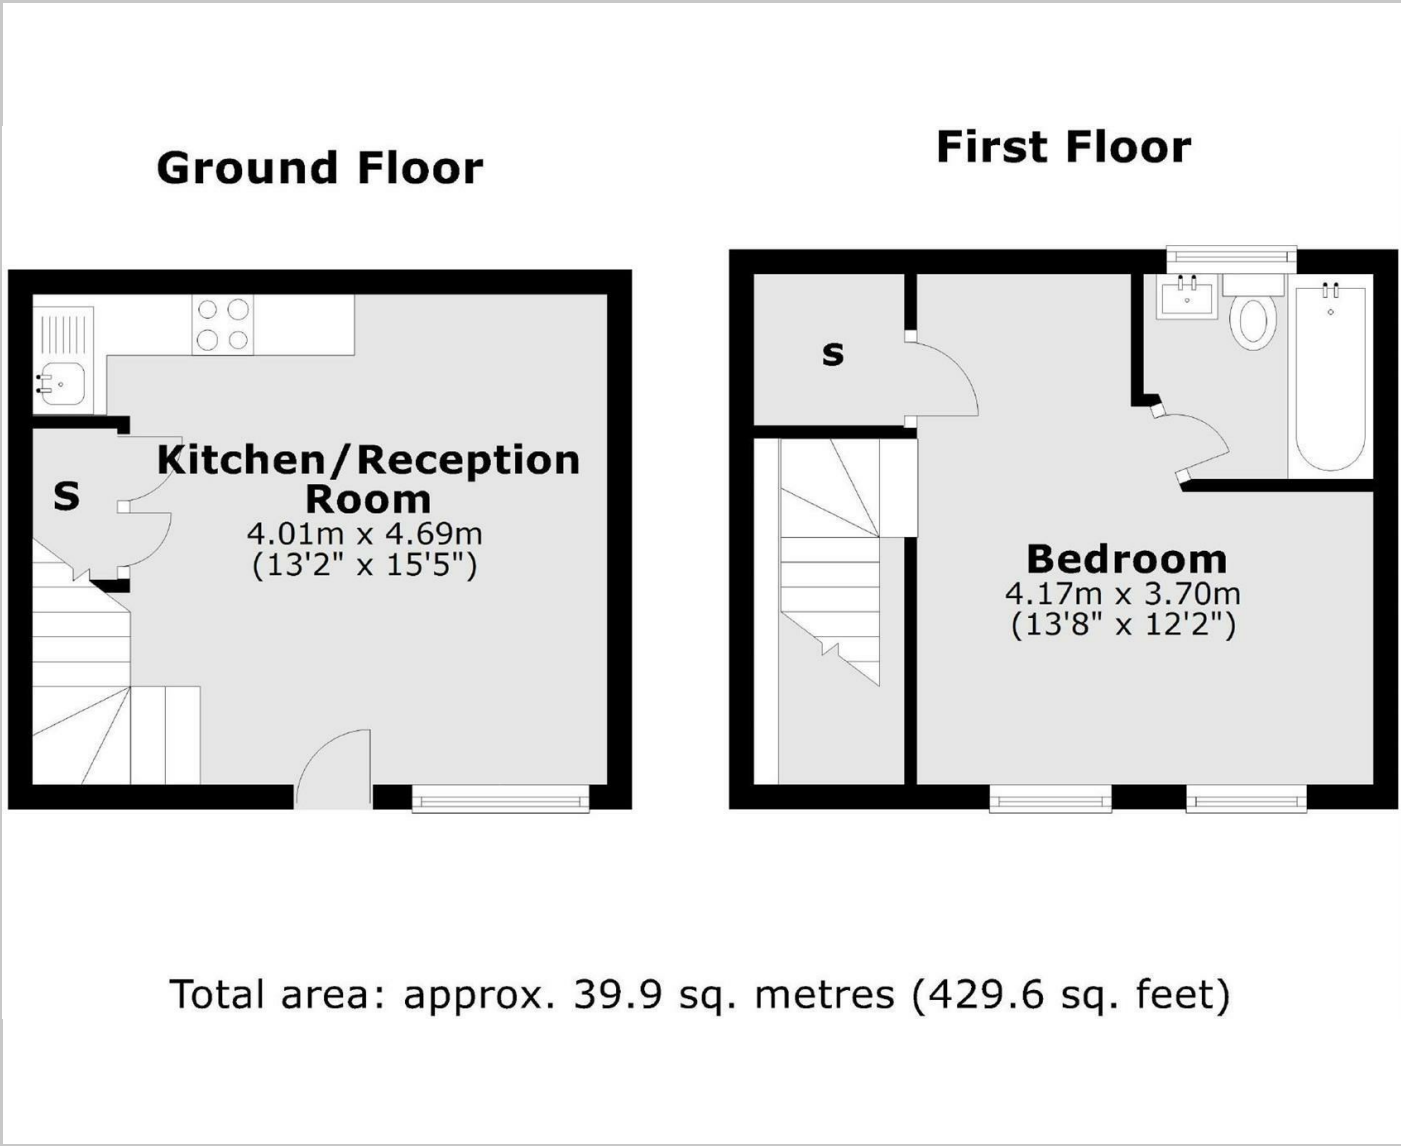 Ground Floor
First Floor
S
Kitchen/Reception
Room
4.01m x 4.69m
(13'2" x 15'5")
s
Bedroom
4.17m x 3.70m
(13'8" x 12'2")
Total area: approx. 39.9 sq. metres (429.6 sq. feet)